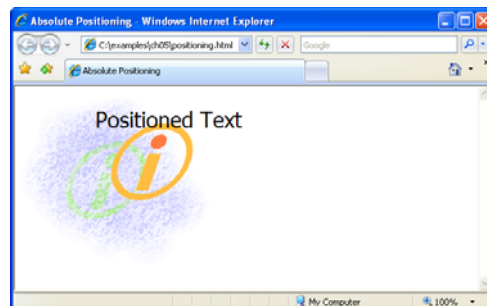 Absolute Positioning - Windows Internet Explorer
C:\examples\ch05\positioning.html
Google
Absolute Positioning
Positioned Text
i
i
My Computer
100%